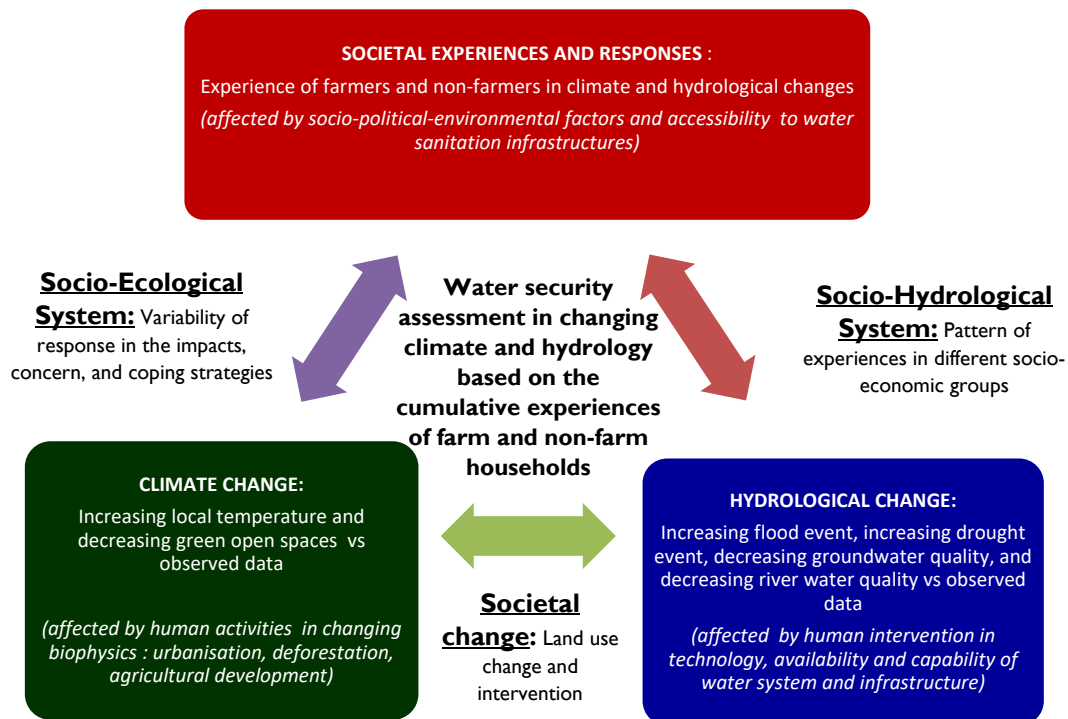 SOCIETAL EXPERIENCES AND RESPONSES :
Experience of farmers and non-farmers in climate and hydrological changes
(affected by socio-political-environmental factors and accessibility to water
sanitation infrastructures)
Socio-Ecological
System: Variability of
response in the impacts,
concern, and coping strategies
Water security
assessment in changing
climate and hydrology
based on the
cumulative experiences
of farm and non-farm
households
Socio-Hydrological
System: Pattern of
experiences in different socio-
economic groups
CLIMATE CHANGE:
Increasing local temperature and
decreasing green open spaces vs
observed data
(affected by human activities in changing
biophysics : urbanisation, deforestation,
agricultural development)
Societal
change: Land use
change and
intervention
HYDROLOGICAL CHANGE:
Increasing flood event, increasing drought
event, decreasing groundwater quality, and
decreasing river water quality vs observed
data
(affected by human intervention in
technology, availability and capability of
water system and infrastructure)